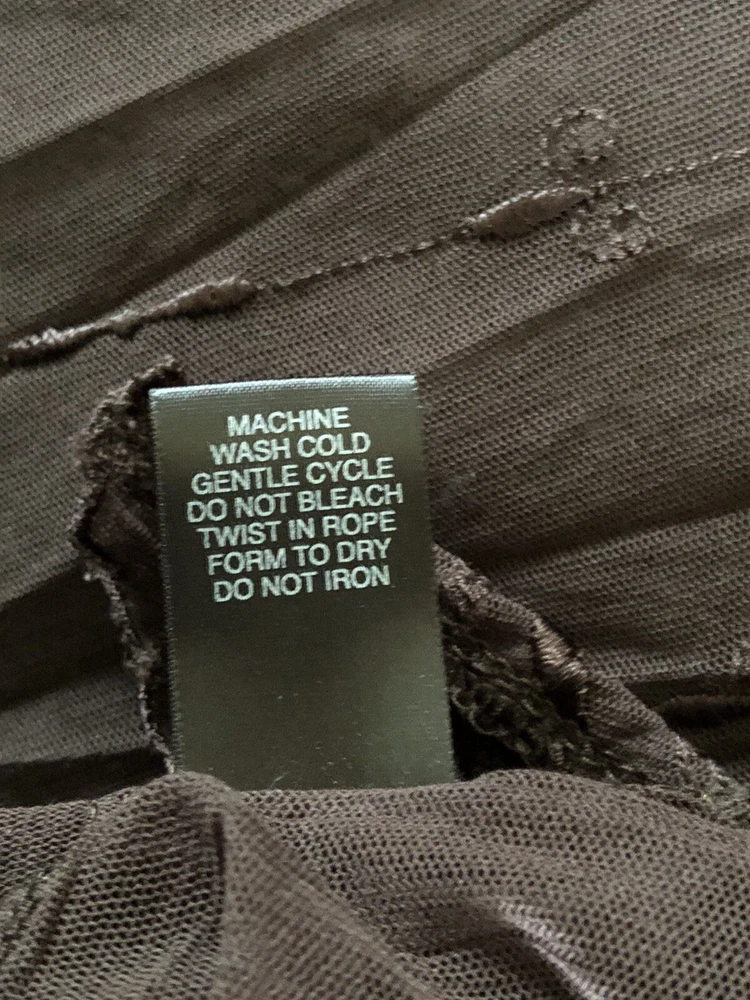 MACHINE
WASH COLD
GENTLE CYCLE
DO NOT BLEACH
TWIST IN ROPE
FORM TO DRY
DO NOT IRON